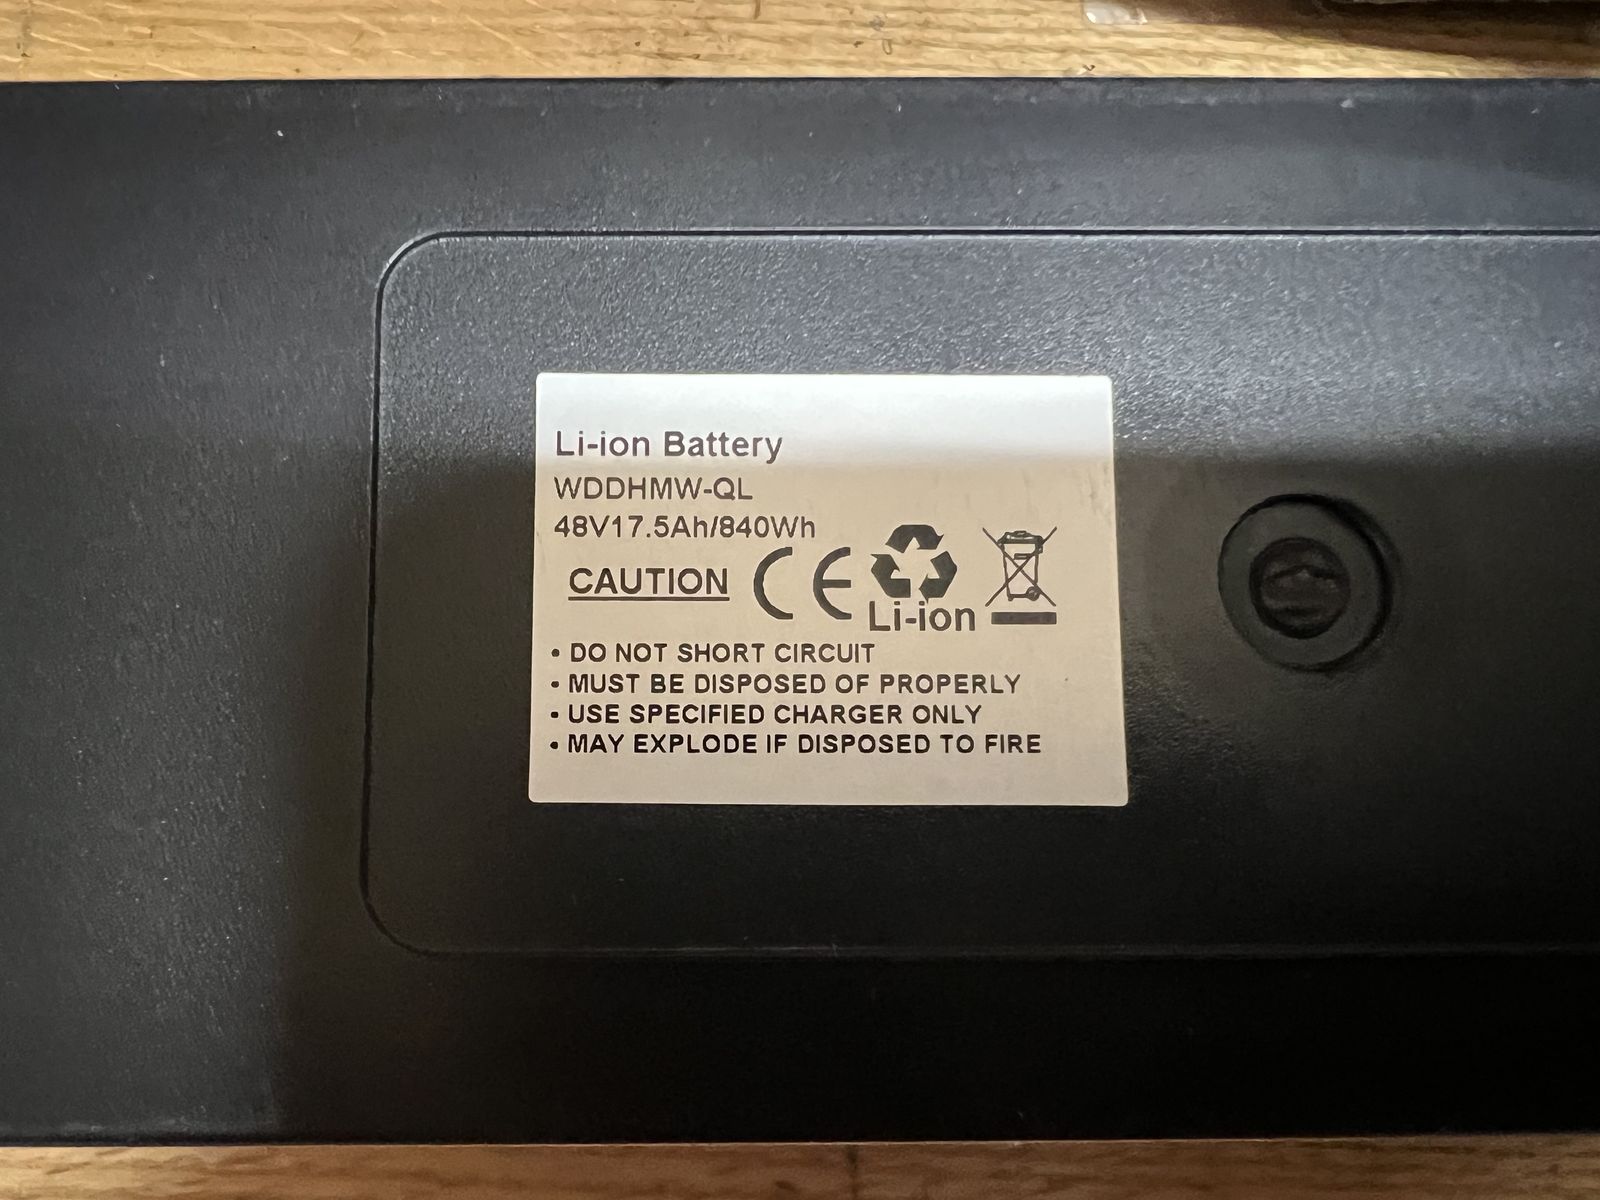 Li-ion Battery
WDDHMW-QL
48V17.5Ah/840Wh
CAUTION CE
Li-ion
• DO NOT SHORT CIRCUIT
• MUST BE DISPOSED OF PROPERLY
• USE SPECIFIED CHARGER ONLY
• MAY EXPLODE IF DISPOSED TO FIRE